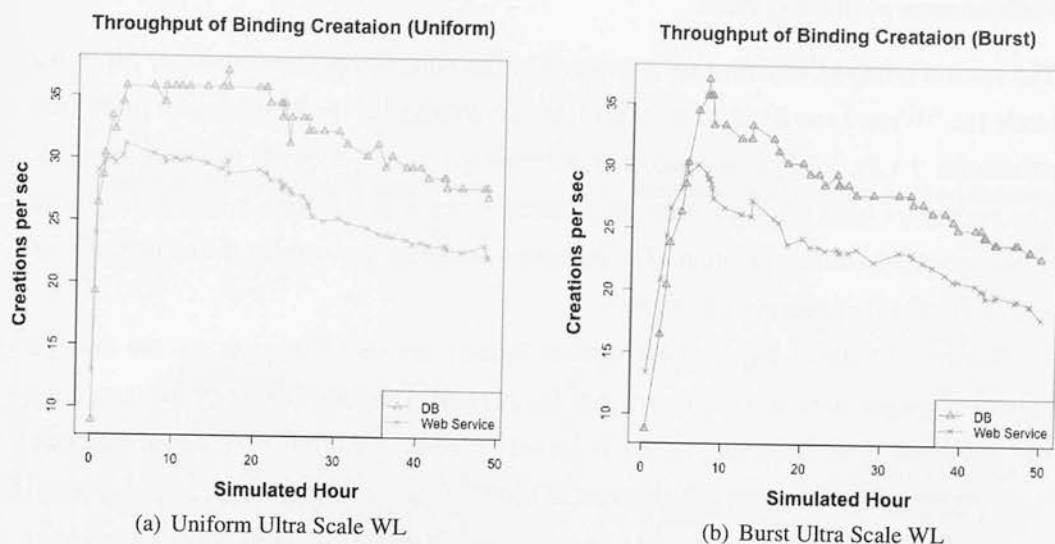 Throughput of Binding Creataion (Uniform)
Creations per sec
35
30
25
20
15
10
DB
Web Service
0
10
20
30
40
50
Simulated Hour
(a) Uniform Ultra Scale WL
Throughput of Binding Creataion (Burst)
Creations per sec
35
30
25
20
15
10
DB
Web Service
0
10
20
30
40
50
Simulated Hour
(b) Burst Ultra Scale WL